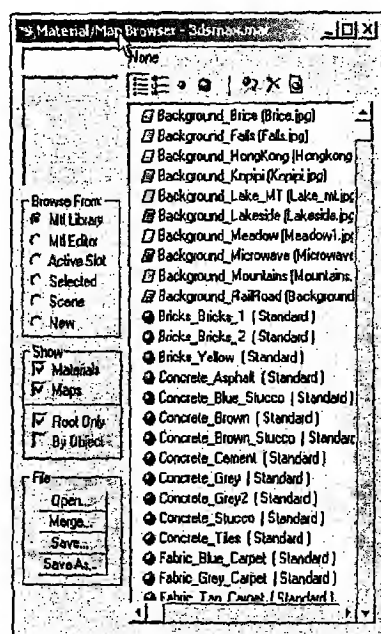 Material/Map Browser - 3dsmax.mat
None
Browse From:
Mtl Library
Mtl Editor
Active Slot
Selected
Scene
New
Show
Materials
Maps
Root Only
By Object
File
Open...
Merge...
Save...
Save As...
Background_Brice (Brice.jpg)
Background_Falls (Falls.jpg)
Background_HongKong (Hongkong
Background_Knpipi (Knpipi.jpg)
Background_Lake_MT (Lake_mt.jpg
Background_Lakeside (Lakeside.jpg
Background_Meadow (Meadow1.jpg
Background_Microwave (Microwave
Background_Mountains (Mountains.
Background_RailRoad (Background
Bricks_Bricks_1 ( Standard )
Bricks_Bricks_2 ( Standard )
Bricks_Yellow ( Standard )
Concrete_Asphalt ( Standard )
Concrete_Blue_Stucco ( Standard
Concrete_Brown ( Standard )
Concrete_Brown_Stucco ( Standard
Concrete_Cement ( Standard )
Concrete_Grey ( Standard )
Concrete_Grey2 ( Standard )
Concrete_Stucco ( Standard )
Concrete_Tiles ( Standard )
Fabric_Blue_Carpet ( Standard )
Fabric_Grey_Carpet ( Standard )
Fabric_Tan_Carpet ( Standard )